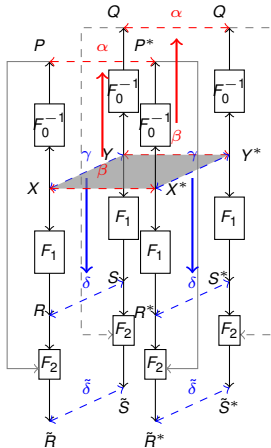 Q α Q
P α P*
F₀⁻¹ F₀⁻¹
F₀⁻¹ β F₀⁻¹
γ Y γ Y*
β
X X*
F₁ F₁
F₁ F₁
δ S δ S*
R R*
F₂ F₂
F₂ F₂
δ̃ S̃ δ̃ S̃*
R̃ R̃*